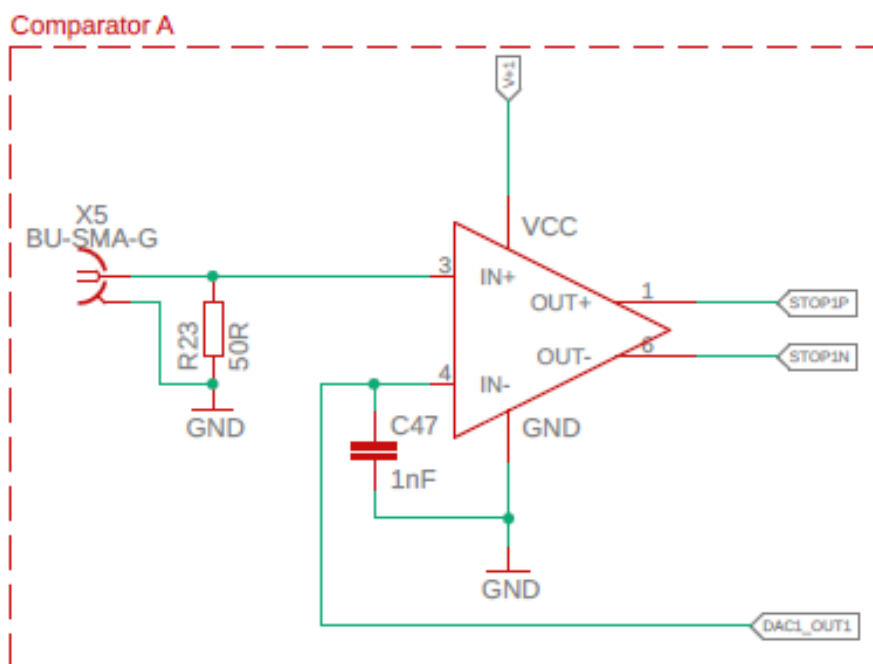 Comparator A
V+1
X5
BU-SMA-G
VCC
3
IN+
1
OUT+
STOP1P
R23
50R
OUT-
6
STOP1N
4
IN-
GND
C47
GND
1nF
GND
DAC1_OUT1